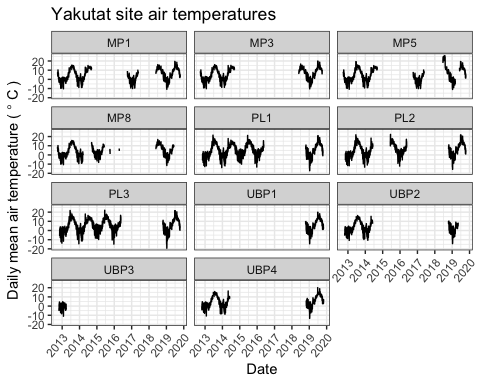 Yakutat site air temperatures
MP1 MP3 MP5
20
10
0
-10
-20
MP8 PL1 PL2
20
10
0
-10
-20
PL3 UBP1 UBP2
20
10
0
-10
-20
2013 2014 2015 2016 2017 2018 2019 2020
UBP3 UBP4
20
10
0
-10
-20
2013 2014 2015 2016 2017 2018 2019 2020 2013 2014 2015 2016 2017 2018 2019 2020
Daily mean air temperature ( ° C )
Date